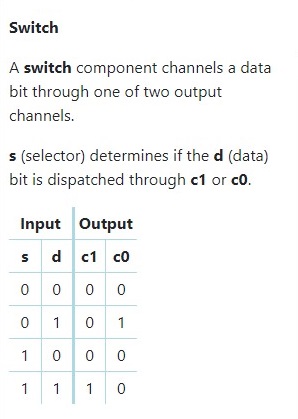 Switch
A switch component channels a data
bit through one of two output
channels.
s (selector) determines if the d (data)
bit is dispatched through c1 or c0.
Input Output
s d c1 c0
0 0 0 0
0 1 0 1
1 0 0 0
1 1 1 0